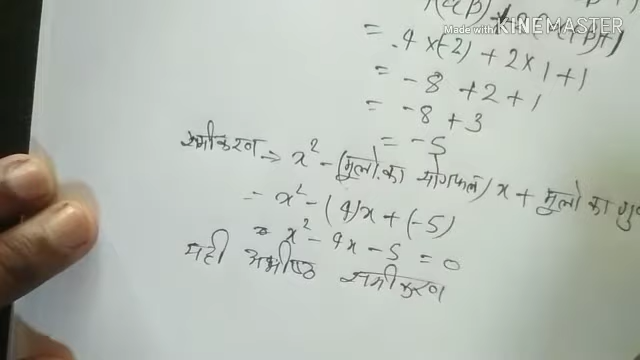 Made with KINEMASTER
= 4×(-2) + 2×1+1
= -8 + 2 + 1
= -8 + 3
= -5
समीकरण → x² - (मूलो का योगफल) x + मूलो का
= x² - (4)x + (-5)
x² - 4x - 5 = 0
यही अभीष्ठ समीकरण